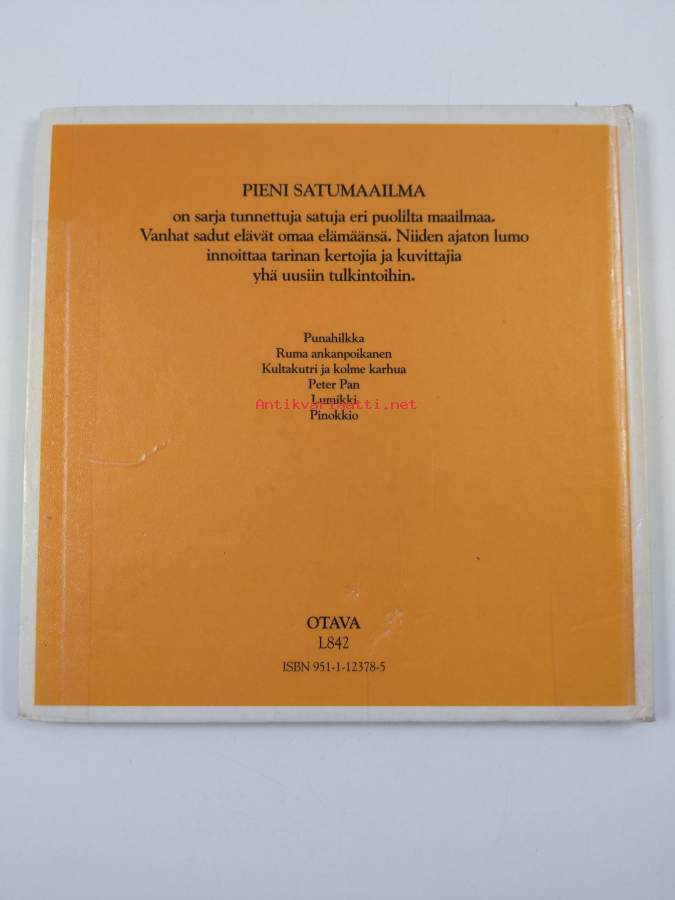 PIENI SATUMAAILMA
on sarja tunnettuja satuja eri puolilta maailmaa.
Vanhat sadut elävät omaa elämäänsä. Niiden ajaton lumo
innoittaa tarinan kertojia ja kuvittajia
yhä uusiin tulkintoihin.
Punahilkka
Ruma ankanpoikanen
Kultakutri ja kolme karhua
Peter Pan
Lumikki
Antikvariaatti.net
Pinokkio
OTAVA
L842
ISBN 951-1-12378-5